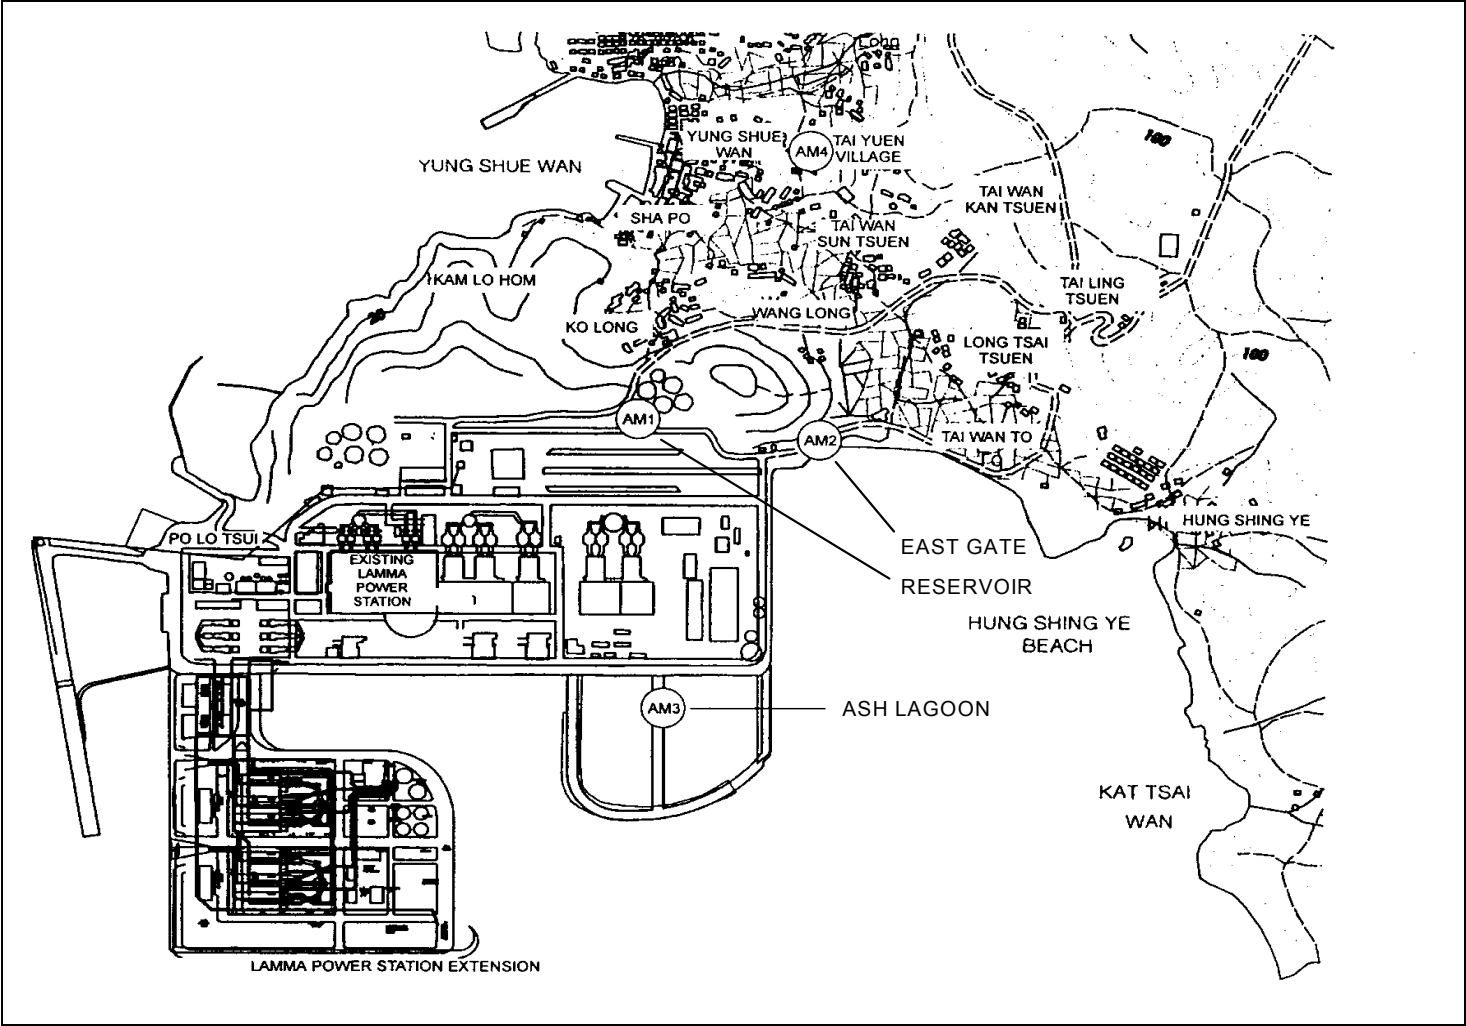 Long
YUNG SHUE
WAN
AM4
TAI YUEN
VILLAGE
100
YUNG SHUE WAN
TAI WAN
KAN TSUEN
SHA PO
TAI WAN
SUN TSUEN
KAM LO HOM
TAI LING
TSUEN
WANG LONG
KO LONG
LONG TSAI
TSUEN
100
AM1
AM2
TAI WAN TO
HUNG SHING YE
PO LO TSUI
EAST GATE
EXISTING
LAMMA
POWER
STATION
RESERVOIR
HUNG SHING YE
BEACH
AM3
ASH LAGOON
KAT TSAI
WAN
LAMMA POWER STATION EXTENSION